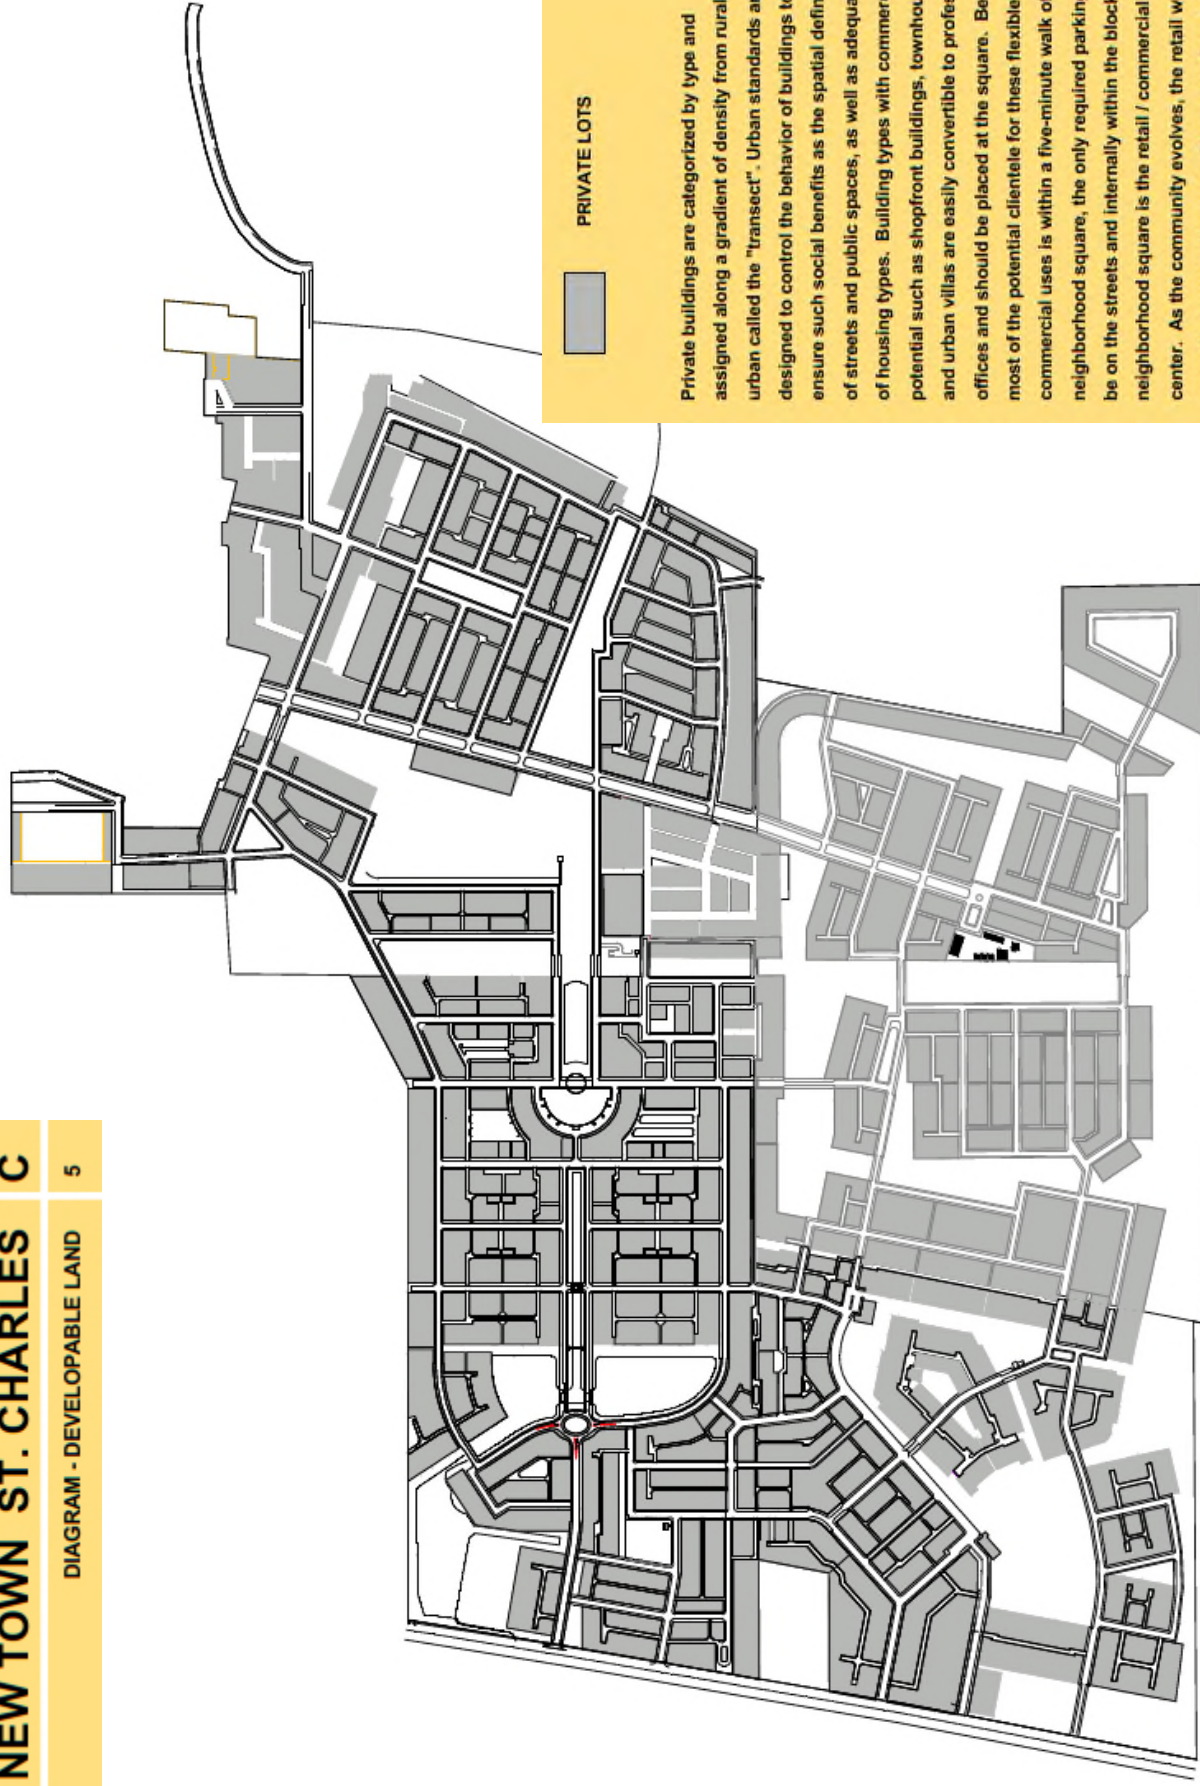 NEW TOWN ST. CHARLES C
DIAGRAM - DEVELOPABLE LAND 5
PRIVATE LOTS
Private buildings are categorized by type and
assigned along a gradient of density from rural
urban called the "transect". Urban standards a
designed to control the behavior of buildings t
ensure such social benefits as the spatial defin
of streets and public spaces, as well as adequa
of housing types. Building types with commer
potential such as shopfront buildings, townhou
and urban villas are easily convertible to profes
offices and should be placed at the square. Be
most of the potential clientele for these flexible
commercial uses is within a five-minute walk o
neighborhood square, the only required parkin
be on the streets and internally within the block
neighborhood square is the retail / commercial
center. As the community evolves, the retail w